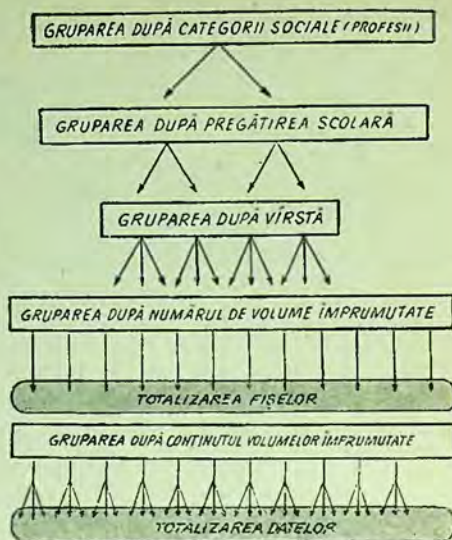 GRUPAREA DUPĂ CATEGORII SOCIALE (PROFESII)
GRUPAREA DUPĂ PREGĂTIREA SCOLARĂ
GRUPAREA DUPĂ VÎRSTĂ
GRUPAREA DUPĂ NUMĂRUL DE VOLUME ÎMPRUMUTATE
TOTALIZAREA FIȘELOR
GRUPAREA DUPĂ CONȚINUTUL VOLUMELOR ÎMPRUMUTATE
TOTALIZAREA DATELOR